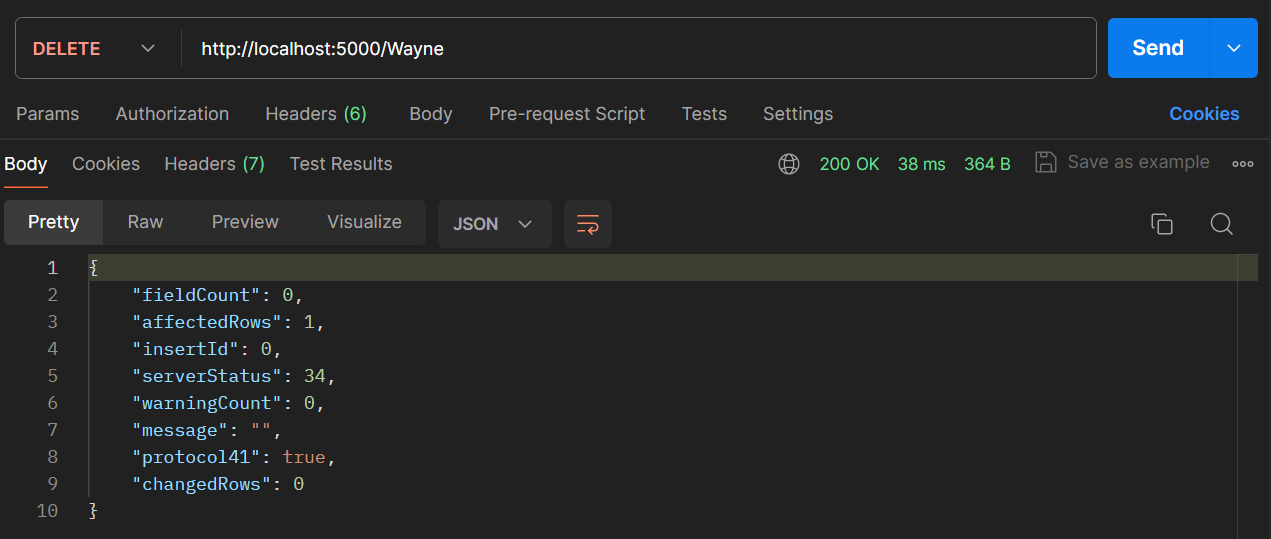 DELETE http://localhost:5000/Wayne Send
Params Authorization Headers (6) Body Pre-request Script Tests Settings Cookies
Body Cookies Headers (7) Test Results 200 OK 38 ms 364 B Save as example
Pretty Raw Preview Visualize JSON
1 {
2 "fieldCount": 0,
3 "affectedRows": 1,
4 "insertId": 0,
5 "serverStatus": 34,
6 "warningCount": 0,
7 "message": "",
8 "protocol41": true,
9 "changedRows": 0
10 }